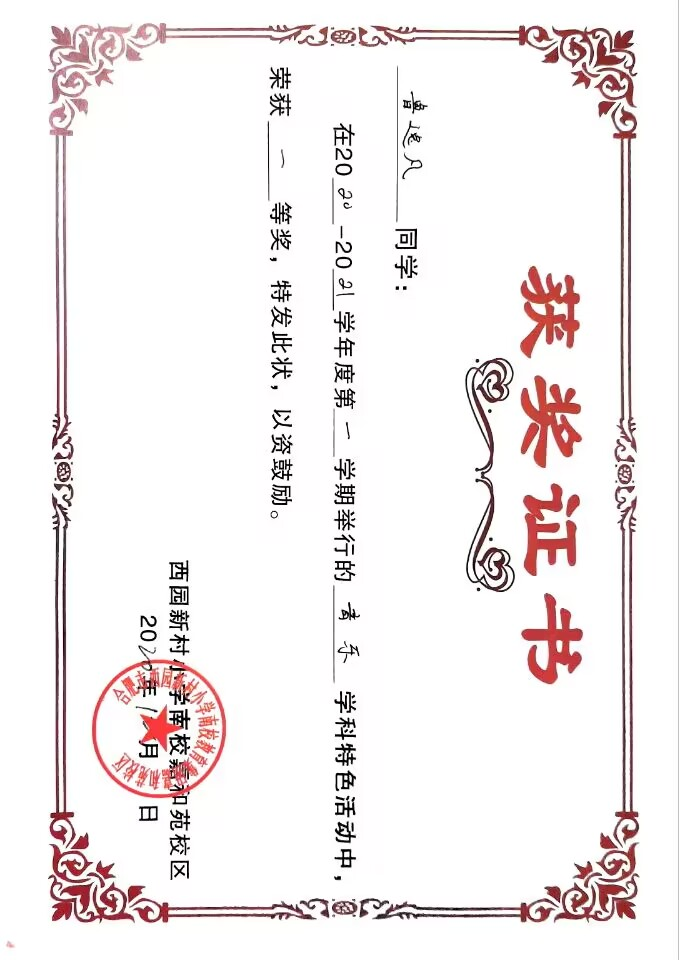 获奖证书
鲁逸凡 同学：
在2020-2021学年度第一学期举行的 音乐 学科特色活动中，
荣获 一 等奖，特发此状，以资鼓励。
西园新村小学南校嘉和苑校区
2020年12月 日